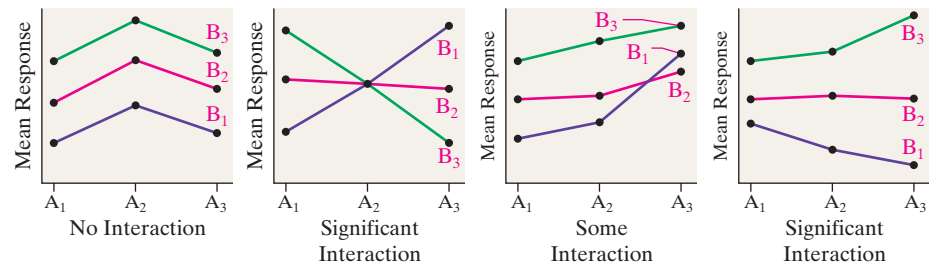 Mean Response
B3
B2
B1
A1 A2 A3
No Interaction
Mean Response
B1
B2
B3
A1 A2 A3
Significant
Interaction
Mean Response
B3
B1
B2
A1 A2 A3
Some
Interaction
Mean Response
B3
B2
B1
A1 A2 A3
Significant
Interaction